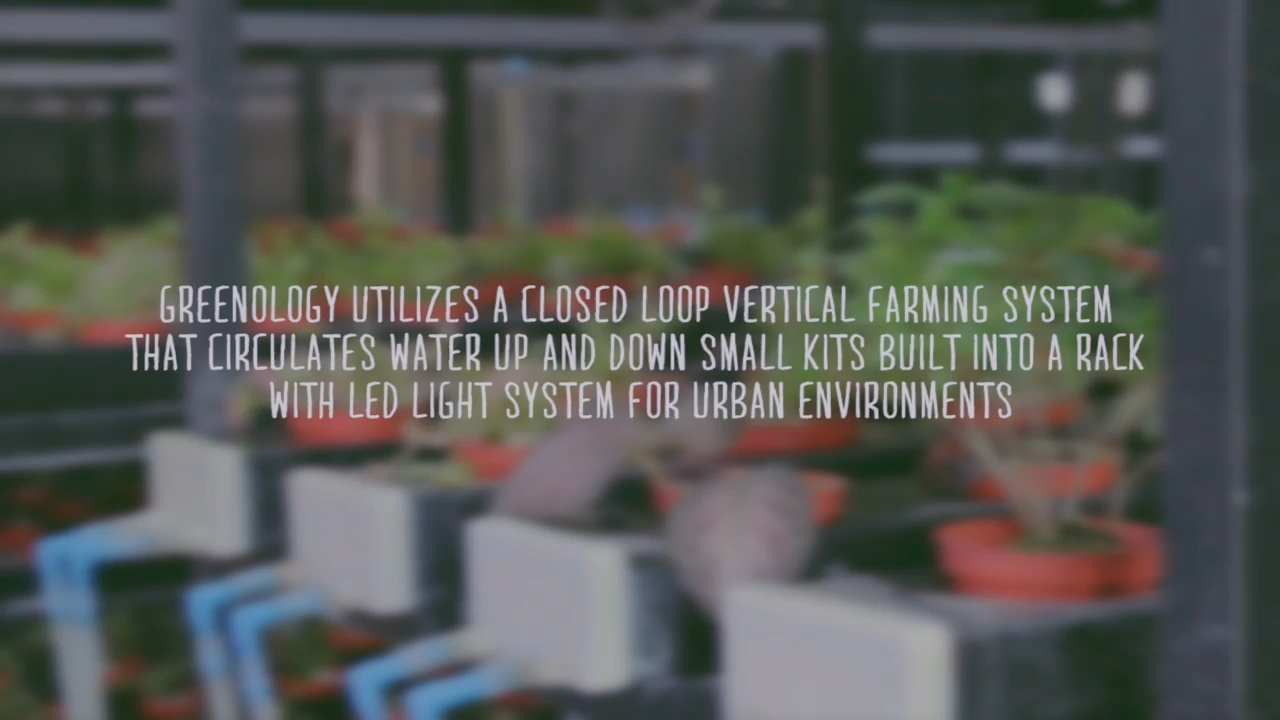 GREENOLOGY UTILIZES A CLOSED LOOP VERTICAL FARMING SYSTEM
THAT CIRCULATES WATER UP AND DOWN SMALL KITS BUILT INTO A RACK
WITH LED LIGHT SYSTEM FOR URBAN ENVIRONMENTS